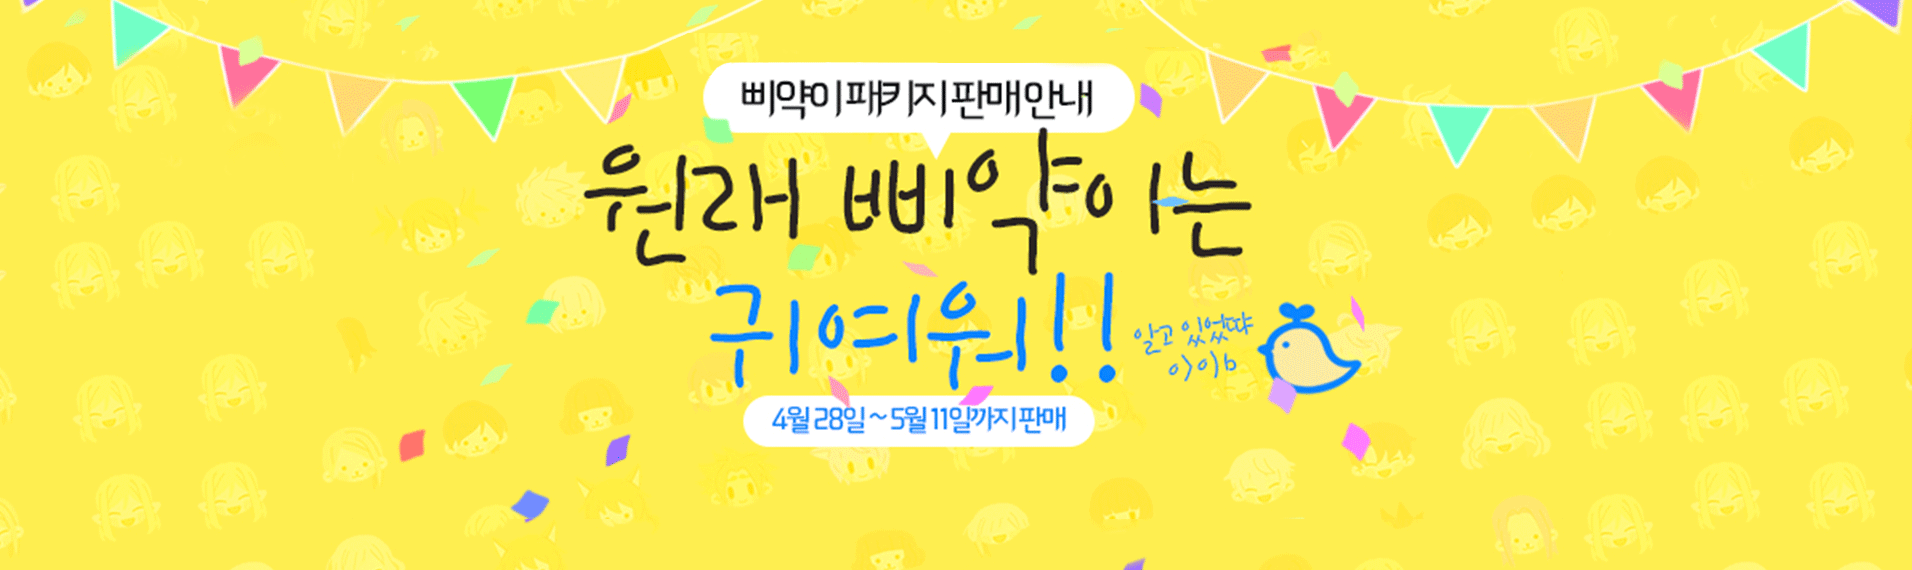 삐약이 패키지 판매 안내
원래 삐약이는
귀여워!!
알고 있었땨
이이b
4월 28일 ~ 5월 11일까지 판매